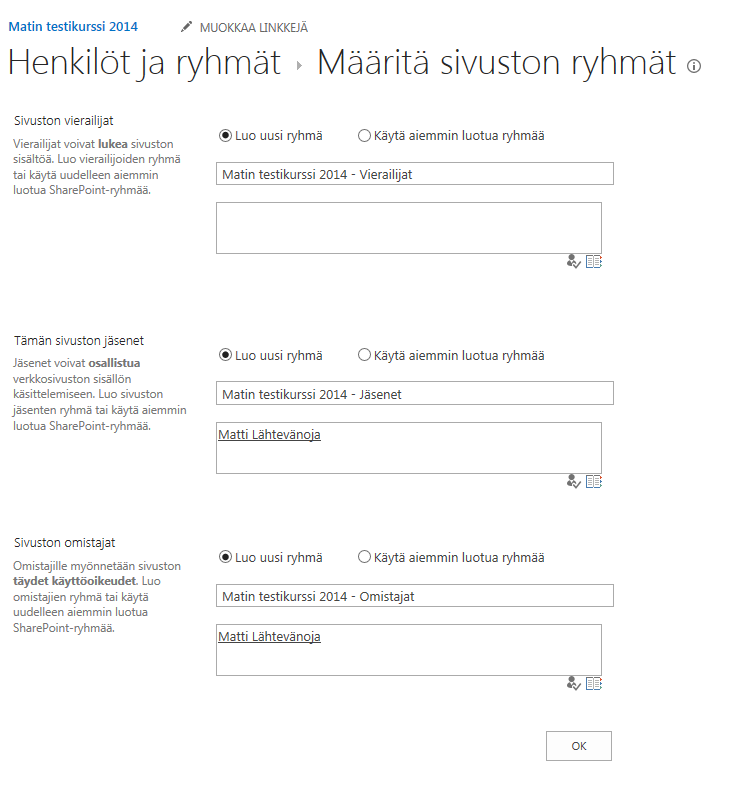 Matin testikurssi 2014 MUOKKAA LINKKEJÄ
Henkilöt ja ryhmät Määritä sivuston ryhmät
Sivuston vierailijat
Vierailijat voivat lukea sivuston
sisältöä. Luo vierailijoiden ryhmä
tai käytä uudelleen aiemmin
luotua SharePoint-ryhmää.
Luo uusi ryhmä Käytä aiemmin luotua ryhmää
Matin testikurssi 2014 - Vierailijat
Tämän sivuston jäsenet
Jäsenet voivat osallistua
verkkosivuston sisällön
käsittelemiseen. Luo sivuston
jäsenten ryhmä tai käytä aiemmin
luotua SharePoint-ryhmää.
Luo uusi ryhmä Käytä aiemmin luotua ryhmää
Matin testikurssi 2014 - Jäsenet
Matti Lähtevänoja
Sivuston omistajat
Omistajille myönnetään sivuston
täydet käyttöoikeudet. Luo
omistajien ryhmä tai käytä
uudelleen aiemmin luotua
SharePoint-ryhmää.
Luo uusi ryhmä Käytä aiemmin luotua ryhmää
Matin testikurssi 2014 - Omistajat
Matti Lähtevänoja
OK